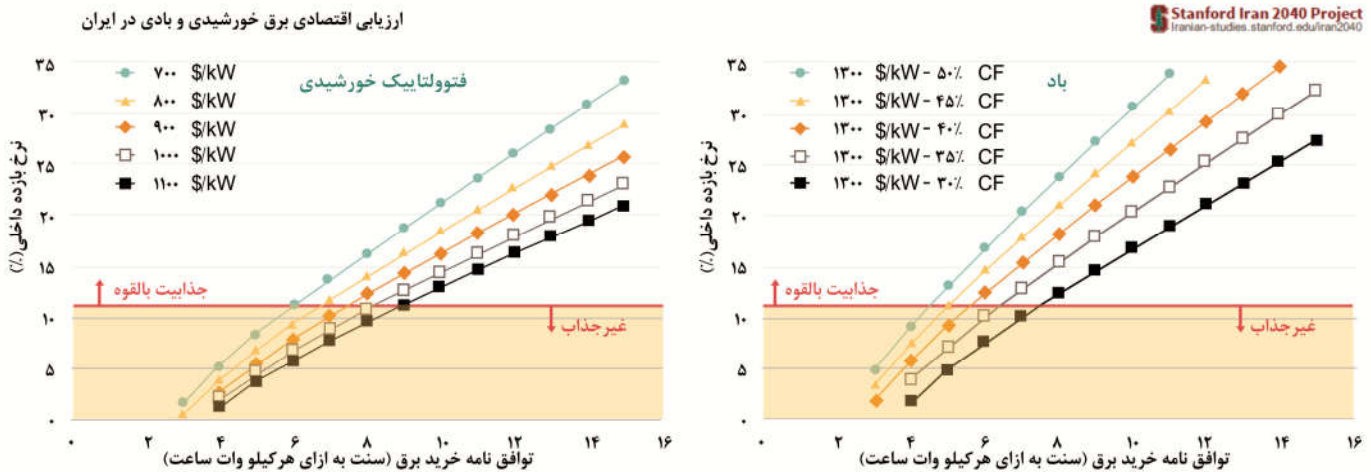 ارزیابی اقتصادی برق خورشیدی و بادی در ایران
Stanford Iran 2040 Project
Iranian-studies.stanford.edu/iran2040
فتوولتاییک خورشیدی
۷۰۰ $/kW
۸۰۰ $/kW
۹۰۰ $/kW
۱۰۰۰ $/kW
۱۱۰۰ $/kW
نرخ بازده داخلی(٪)
۳۵
۳۰
۲۵
۲۰
۱۵
۱۰
۵
۰
جذابیت بالقوه
غیرجذاب
۰ ۲ ۴ ۶ ۸ ۱۰ ۱۲ ۱۴ ۱۶
توافق نامه خرید برق (سنت به ازای هرکیلو وات ساعت)
باد
۱۳۰۰ $/kW - ۵۰٪ CF
۱۳۰۰ $/kW - ۴۵٪ CF
۱۳۰۰ $/kW - ۴۰٪ CF
۱۳۰۰ $/kW - ۳۵٪ CF
۱۳۰۰ $/kW - ۳۰٪ CF
نرخ بازده داخلی(٪)
۳۵
۳۰
۲۵
۲۰
۱۵
۱۰
۵
۰
جذابیت بالقوه
غیرجذاب
۰ ۲ ۴ ۶ ۸ ۱۰ ۱۲ ۱۴ ۱۶
توافق نامه خرید برق (سنت به ازای هرکیلو وات ساعت)